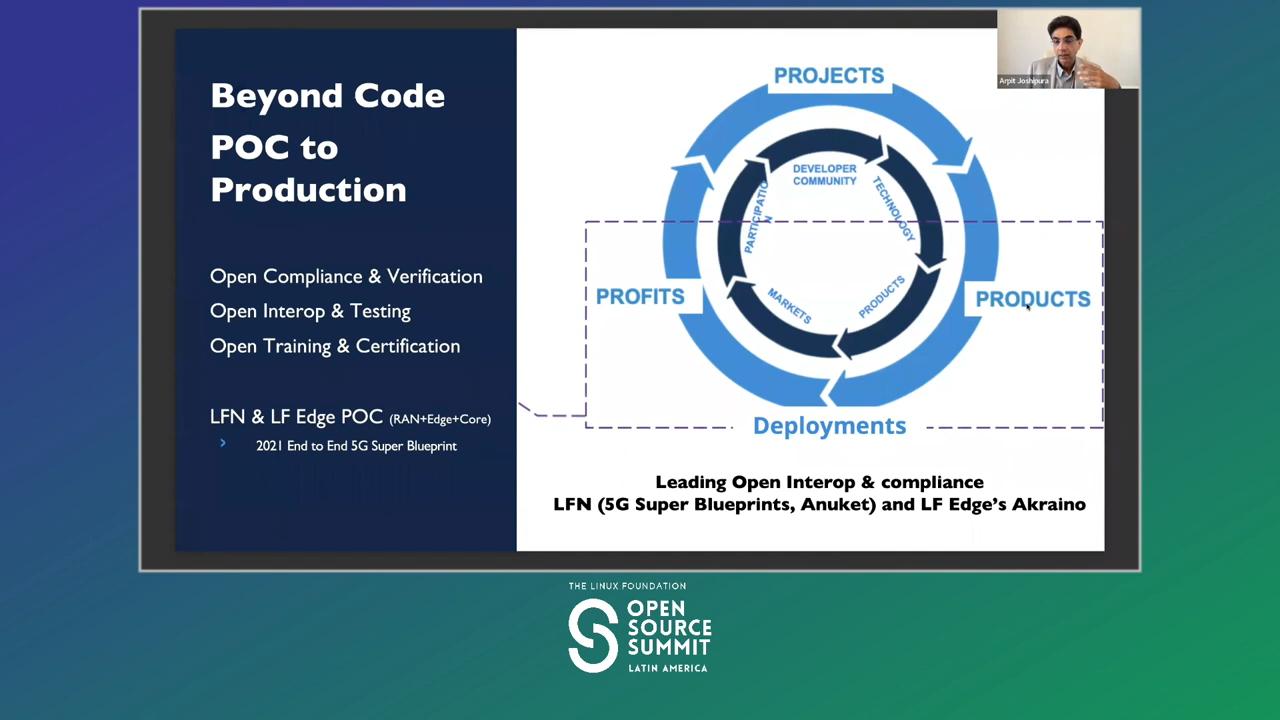 Beyond Code
POC to
Production
Open Compliance & Verification
Open Interop & Testing
Open Training & Certification
LFN & LF Edge POC (RAN+Edge+Core)
2021 End to End 5G Super Blueprint
PROJECTS
DEVELOPER
COMMUNITY
TECHNOLOGY
PRODUCTS
MARKETS
PARTICIPATIO
N
PROFITS
PRODUCTS
Deployments
Leading Open Interop & compliance
LFN (5G Super Blueprints, Anuket) and LF Edge's Akraino
Arpit Joshipura
THE LINUX FOUNDATION
OPEN
SOURCE
SUMMIT
LATIN AMERICA